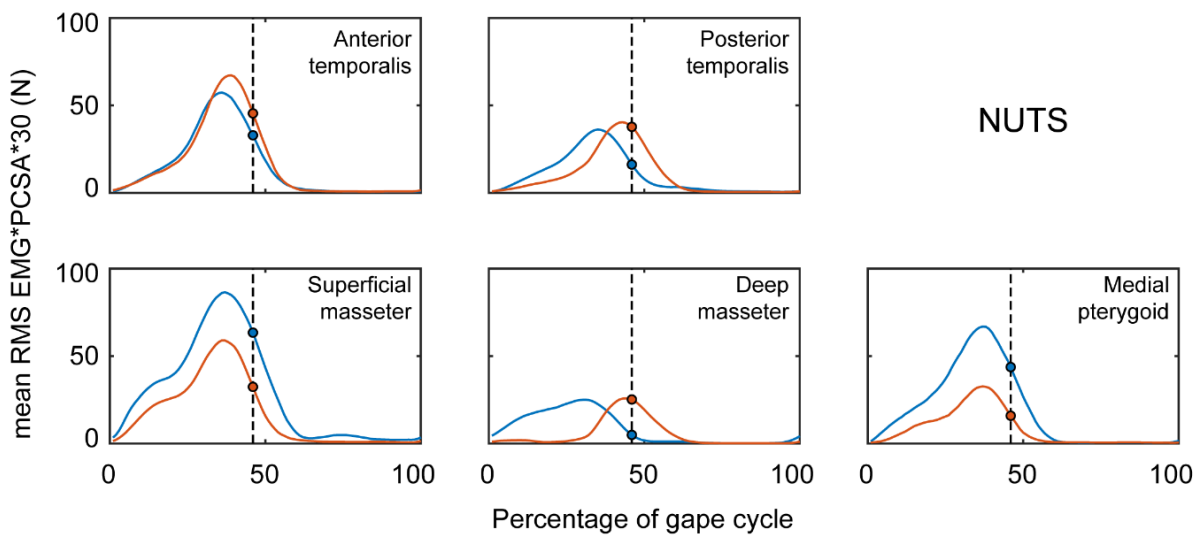 mean RMS EMG*PCSA*30 (N)
100
50
0
Anterior
temporalis
Posterior
temporalis
NUTS
100
50
0
Superficial
masseter
Deep
masseter
Medial
pterygoid
0 50 100
0 50 100
0 50 100
Percentage of gape cycle